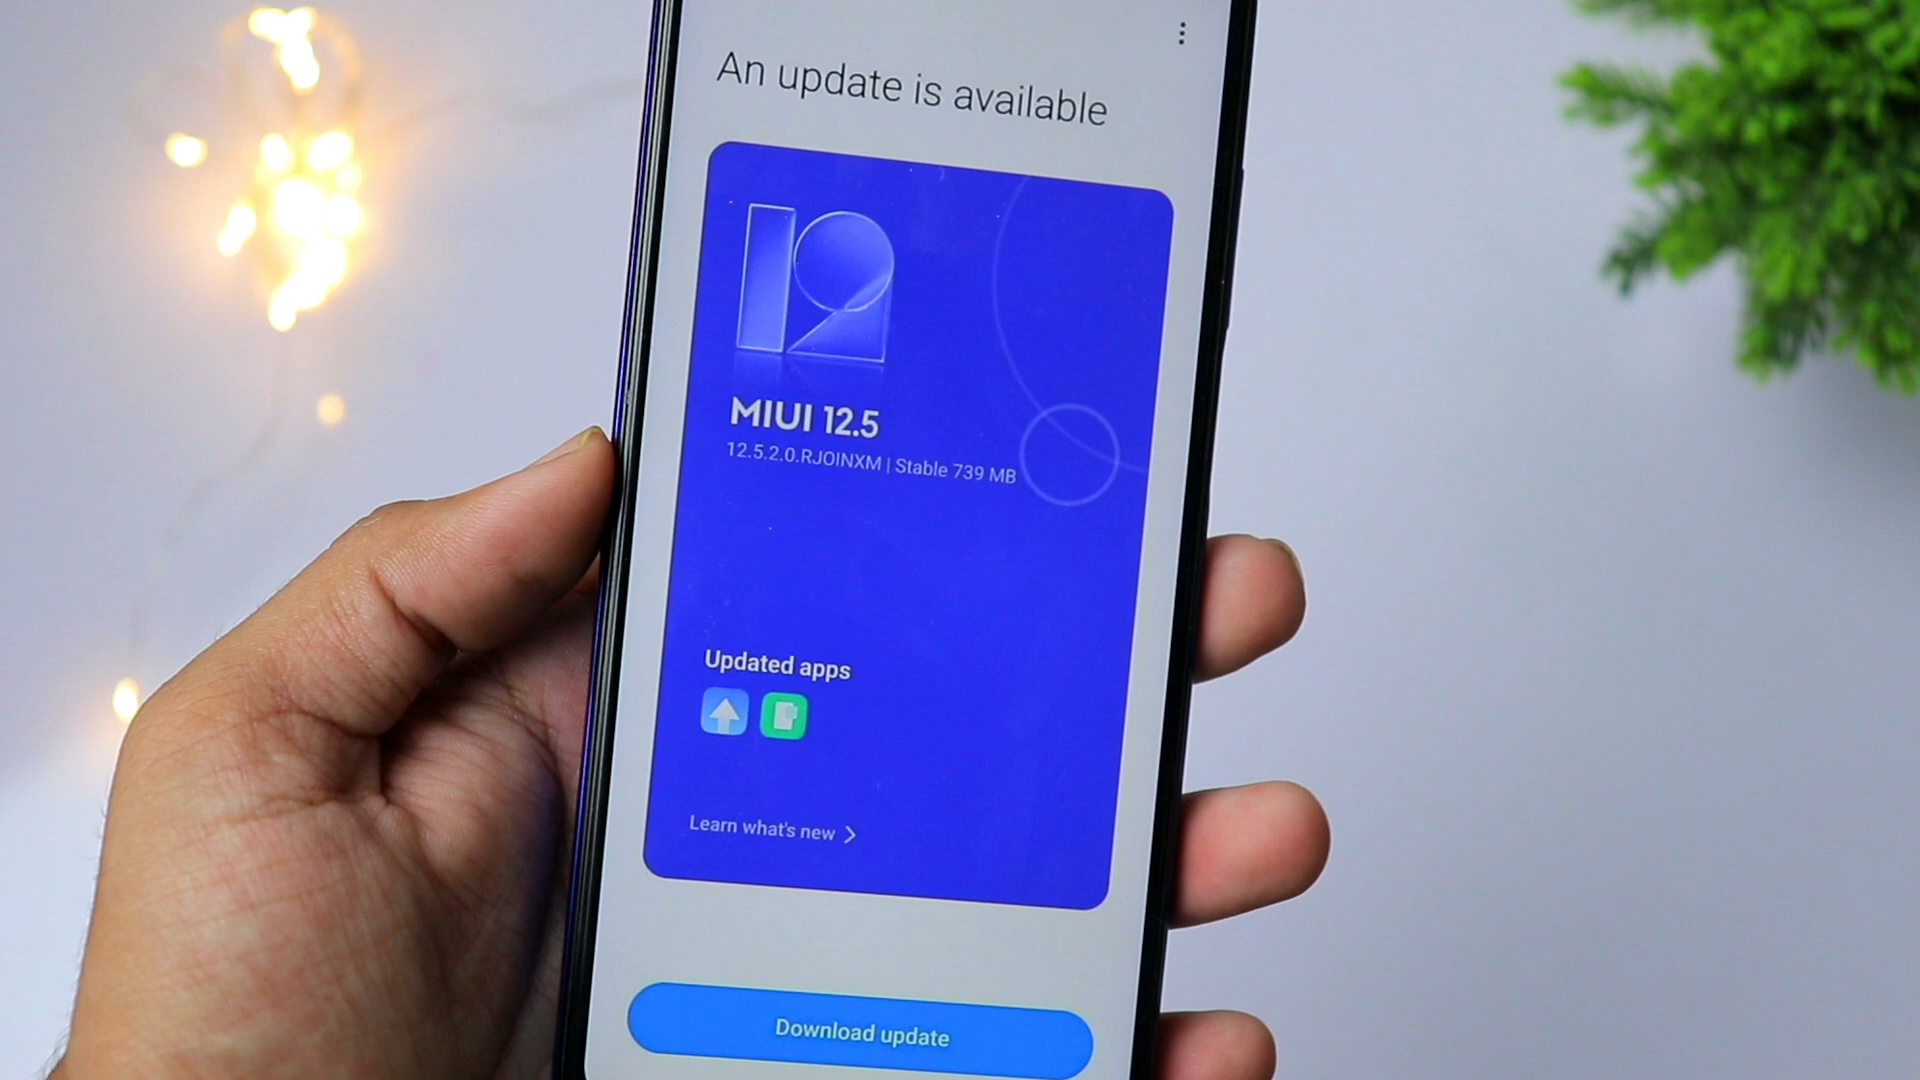 An update is available
12
MIUI 12.5
12.5.2.0.RJOINXM | Stable 739 MB
Updated apps
Learn what's new
Download update